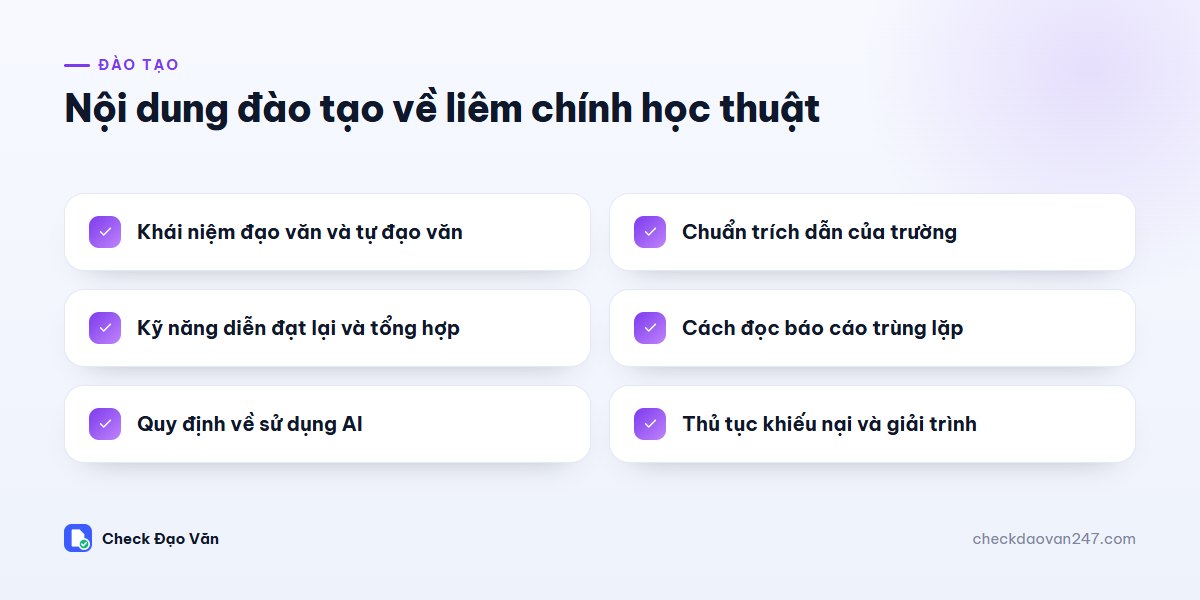 ĐÀO TẠO
Nội dung đào tạo về liêm chính học thuật
Khái niệm đạo văn và tự đạo văn
Chuẩn trích dẫn của trường
Kỹ năng diễn đạt lại và tổng hợp
Cách đọc báo cáo trùng lặp
Quy định về sử dụng AI
Thủ tục khiếu nại và giải trình
Check Đạo Văn
checkdaovan247.com